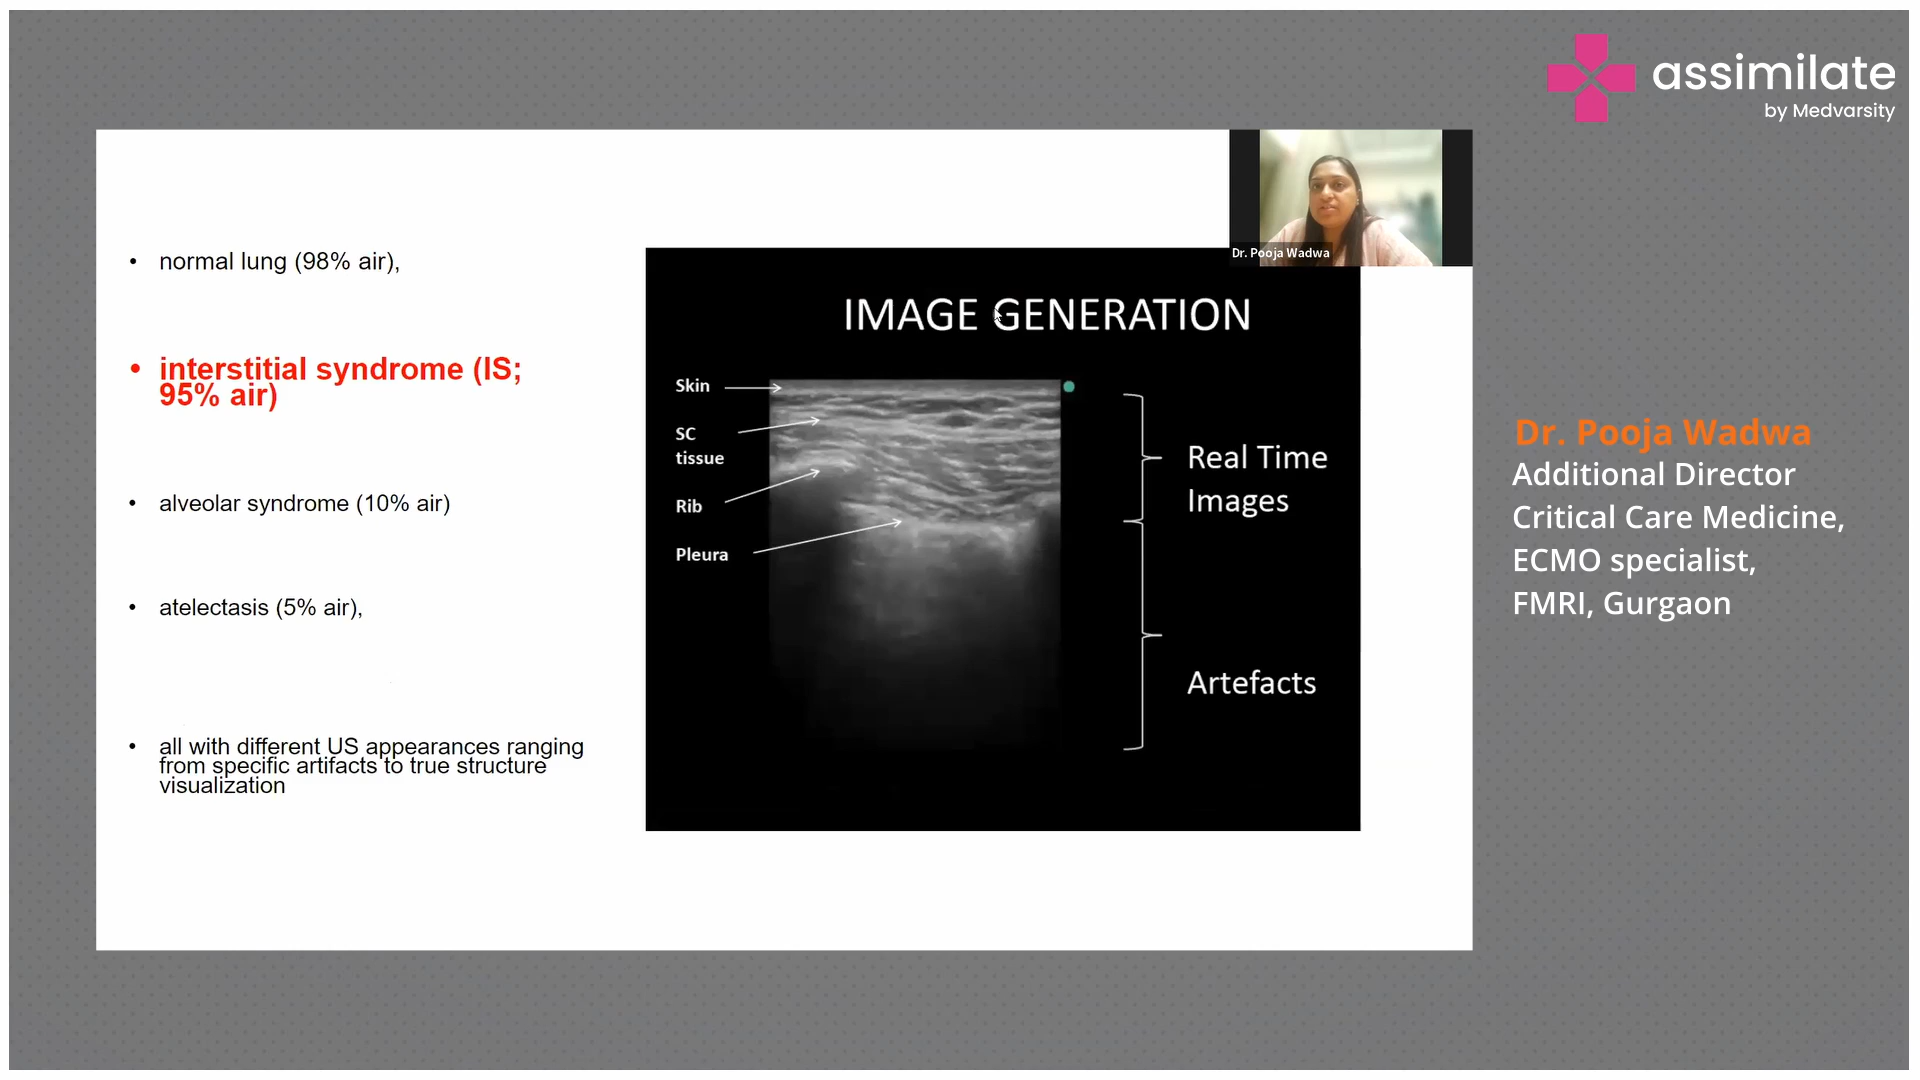 assimilate
by Medvarsity
Dr. Pooja Wadwa
• normal lung (98% air),
• interstitial syndrome (IS;
95% air)
• alveolar syndrome (10% air)
• atelectasis (5% air),
• all with different US appearances ranging
from specific artifacts to true structure
visualization
IMAGE GENERATION
Skin
SC
tissue
Rib
Pleura
Real Time
Images
Artefacts
Dr. Pooja Wadwa
Additional Director
Critical Care Medicine,
ECMO specialist,
FMRI, Gurgaon